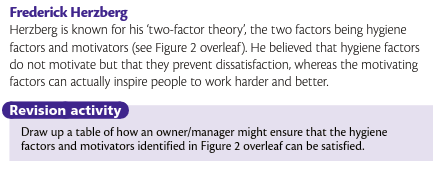 Frederick Herzberg
Herzberg is known for his ‘two-factor theory’, the two factors being hygiene
factors and motivators (see Figure 2 overleaf). He believed that hygiene factors
do not motivate but that they prevent dissatisfaction, whereas the motivating
factors can actually inspire people to work harder and better.
Revision activity
Draw up a table of how an owner/manager might ensure that the hygiene
factors and motivators identified in Figure 2 overleaf can be satisfied.